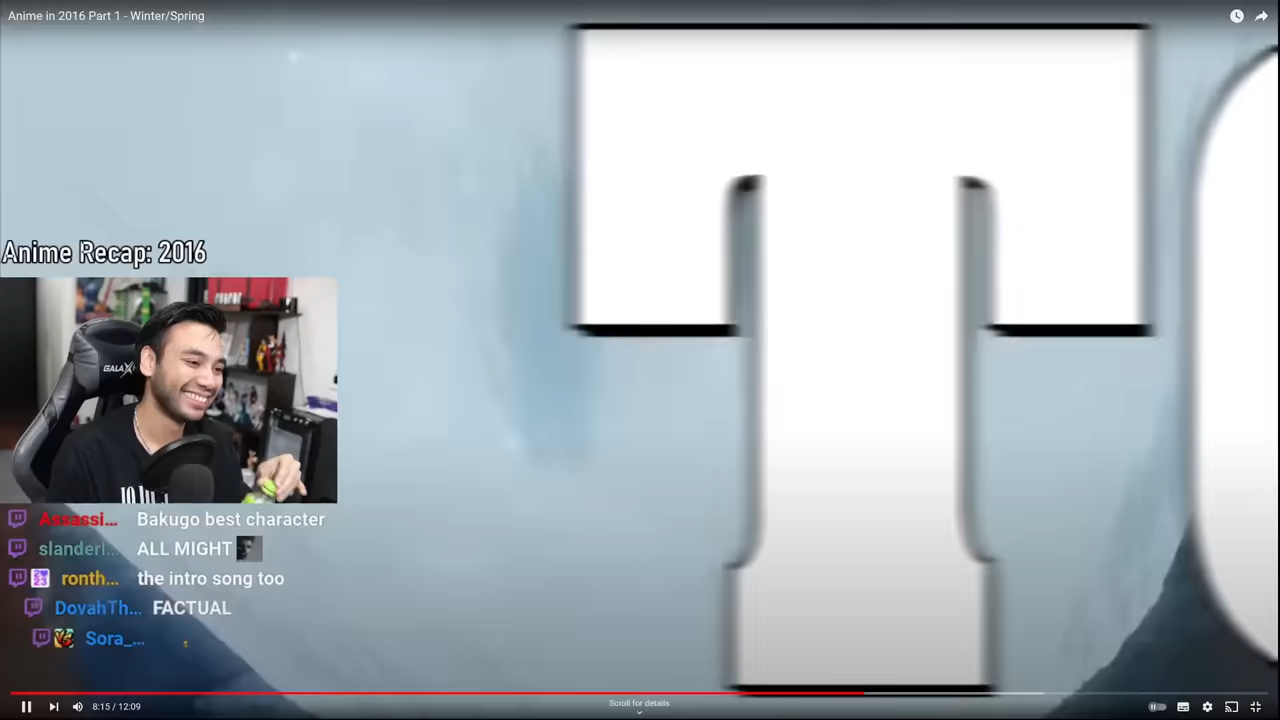 Anime in 2016 Part 1 - Winter/Spring
T
Anime Recap: 2016
GALAX
Assassi... Bakugo best character
slanderl... ALL MIGHT
ronth... the intro song too
DovahTh... FACTUAL
Sora_...
8:15 / 12:09
Scroll for details